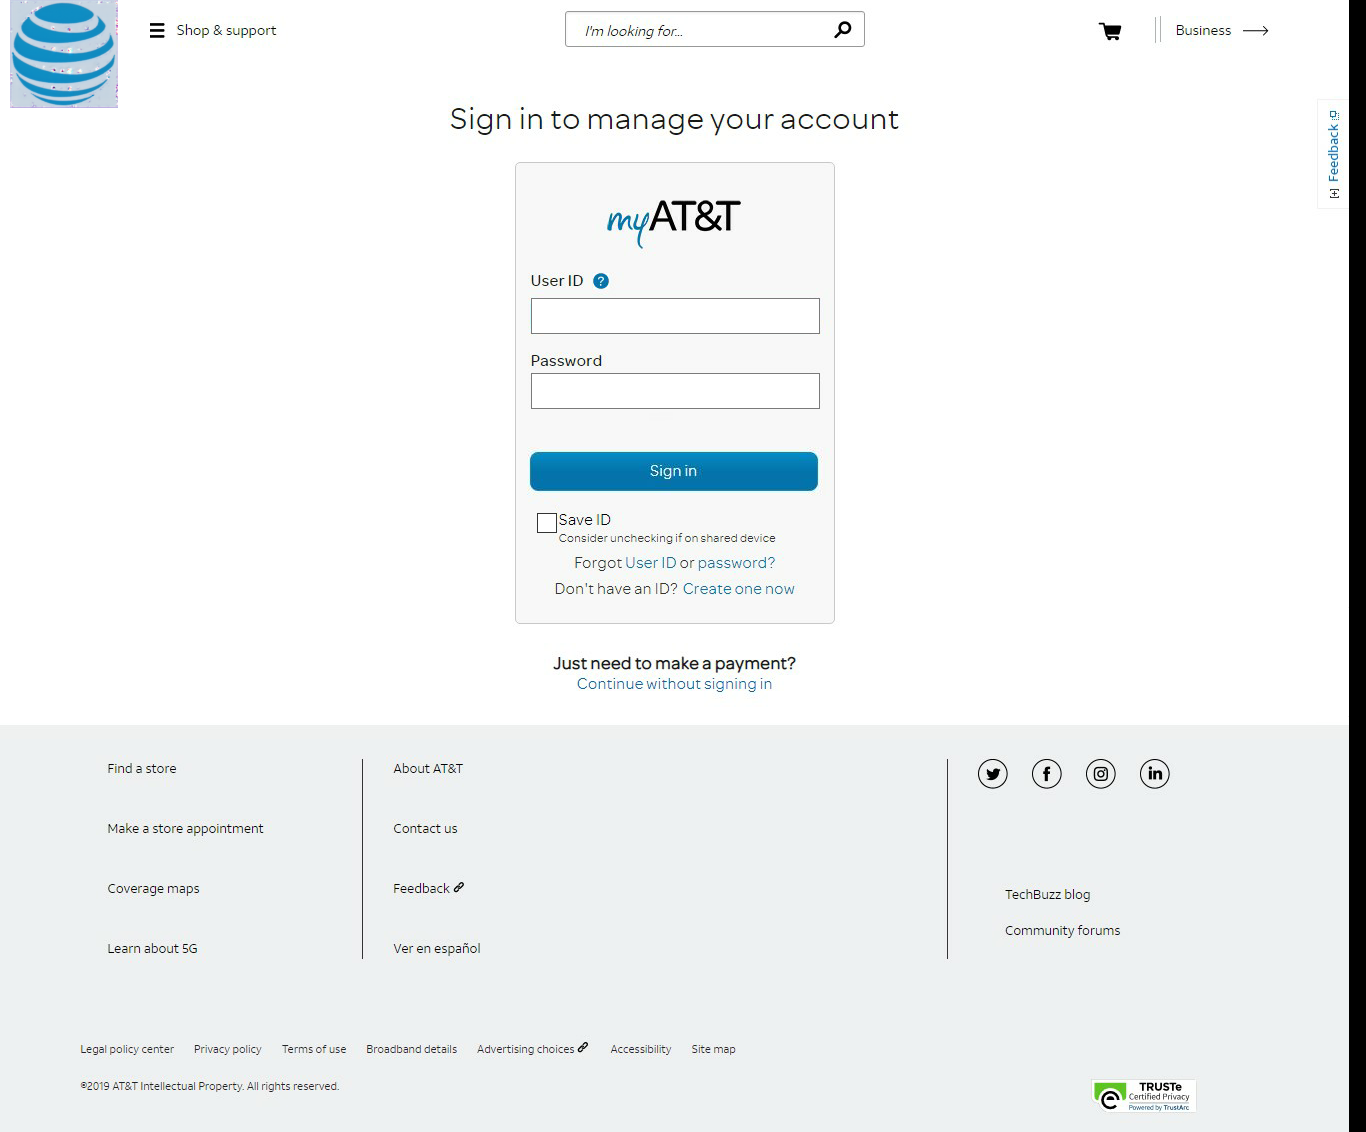 Shop & support
I'm looking for...
Business
Feedback
Sign in to manage your account
myAT&T
User ID ?
Password
Sign in
Save ID
Consider unchecking if on shared device
Forgot User ID or password?
Don't have an ID? Create one now
Just need to make a payment?
Continue without signing in
Find a store
Make a store appointment
Coverage maps
Learn about 5G
About AT&T
Contact us
Feedback
Ver en español
TechBuzz blog
Community forums
Legal policy center Privacy policy Terms of use Broadband details Advertising choices Accessibility Site map
©2019 AT&T Intellectual Property. All rights reserved.
TRUSTe
Certified Privacy
Powered by TrustArc